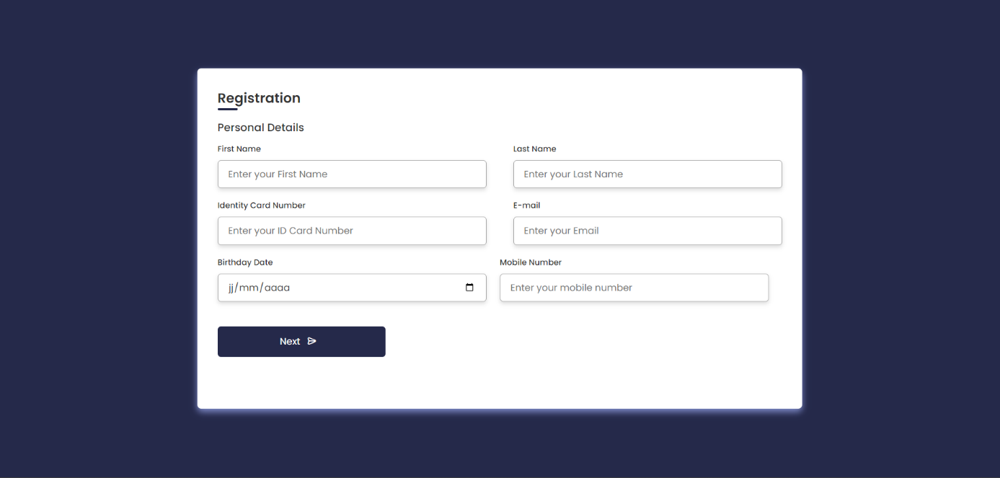 Registration
Personal Details
First Name Last Name
Enter your First Name Enter your Last Name
Identity Card Number E-mail
Enter your ID Card Number Enter your Email
Birthday Date Mobile Number
jj/mm/aaaa Enter your mobile number
Next